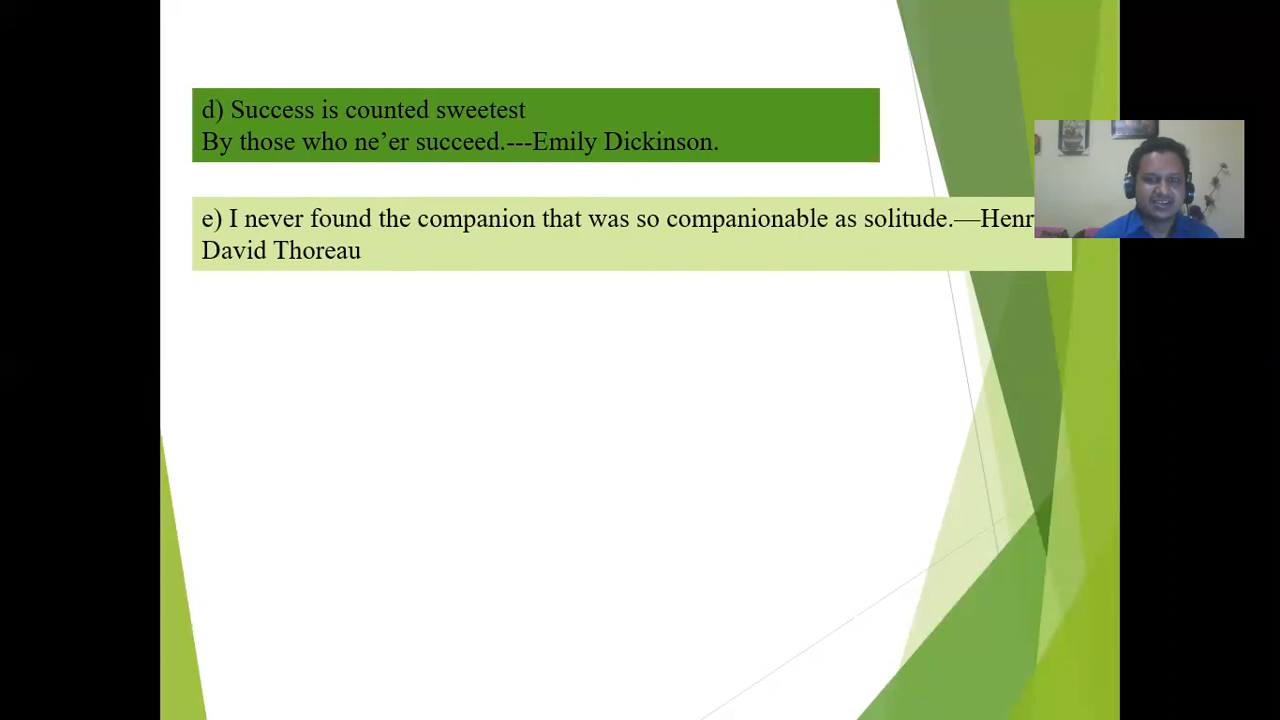 d) Success is counted sweetest
By those who ne’er succeed.---Emily Dickinson.
e) I never found the companion that was so companionable as solitude.—Henr
David Thoreau